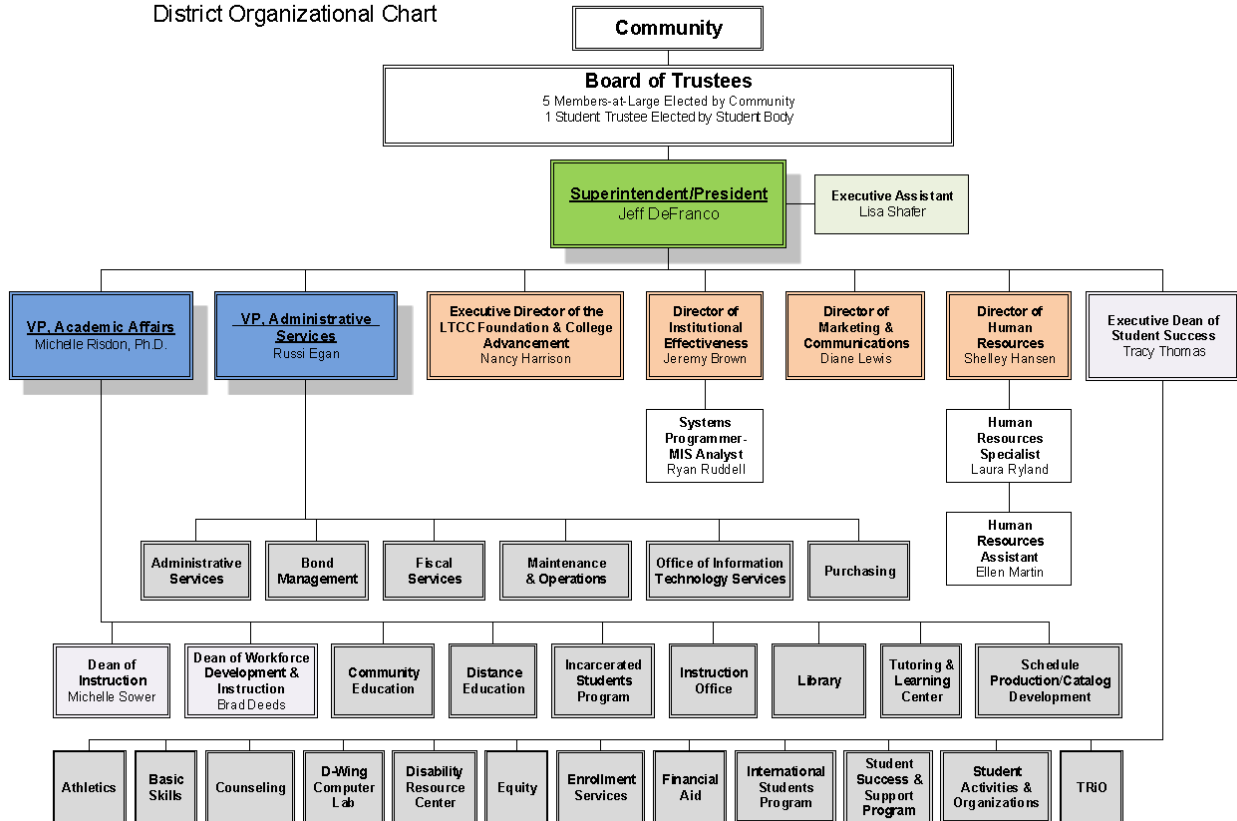 District Organizational Chart
Community
Board of Trustees
5 Members-at-Large Elected by Community
1 Student Trustee Elected by Student Body
Superintendent/President
Jeff DeFranco
Executive Assistant
Lisa Shafer
VP, Academic Affairs
Michelle Risdon, Ph.D.
VP, Administrative
Services
Russi Egan
Executive Director of the
LTCC Foundation & College
Advancement
Nancy Harrison
Director of
Institutional
Effectiveness
Jeremy Brown
Director of
Marketing &
Communications
Diane Lewis
Director of
Human
Resources
Shelley Hansen
Executive Dean of
Student Success
Tracy Thomas
Systems
Programmer-
MIS Analyst
Ryan Ruddell
Human
Resources
Specialist
Laura Ryland
Human
Resources
Assistant
Ellen Martin
Administrative
Services
Bond
Management
Fiscal
Services
Maintenance
& Operations
Office of Information
Technology Services
Purchasing
Dean of
Instruction
Michelle Sower
Dean of Workforce
Development &
Instruction
Brad Deeds
Community
Education
Distance
Education
Incarcerated
Students
Program
Instruction
Office
Library
Tutoring &
Learning
Center
Schedule
Production/Catalog
Development
Athletics
Basic
Skills
Counseling
D-Wing
Computer
Lab
Disability
Resource
Center
Equity
Enrollment
Services
Financial
Aid
International
Students
Program
Student
Success &
Support
Program
Student
Activities &
Organizations
TRiO